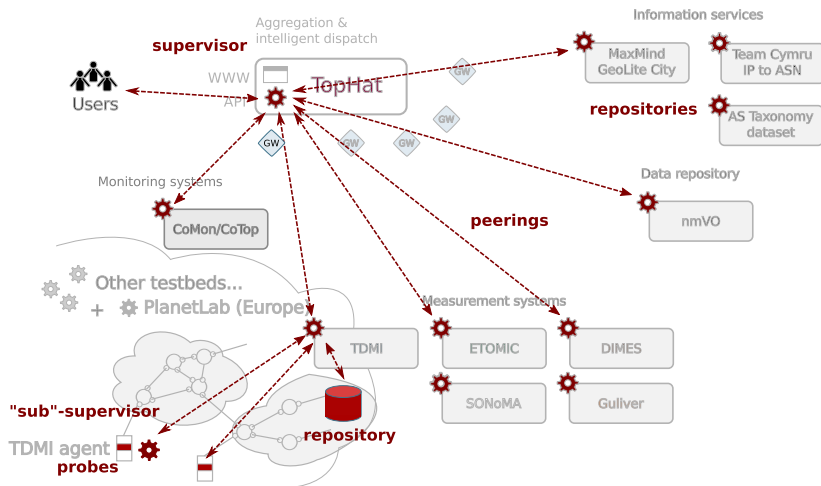 Information services
Aggregation &
intelligent dispatch
supervisor
MaxMind
GeoLite City
Team Cymru
IP to ASN
WWW
TopHat
GW
Users
API
repositories
AS Taxonomy
dataset
GW
GW
GW
GW
Monitoring systems
Data repository
CoMon/CoTop
peerings
nmVO
Other testbeds...
+ PlanetLab (Europe)
Measurement systems
TDMI
ETOMIC
DIMES
"sub"-supervisor
SONoMA
Gulliver
repository
TDMI agent
probes